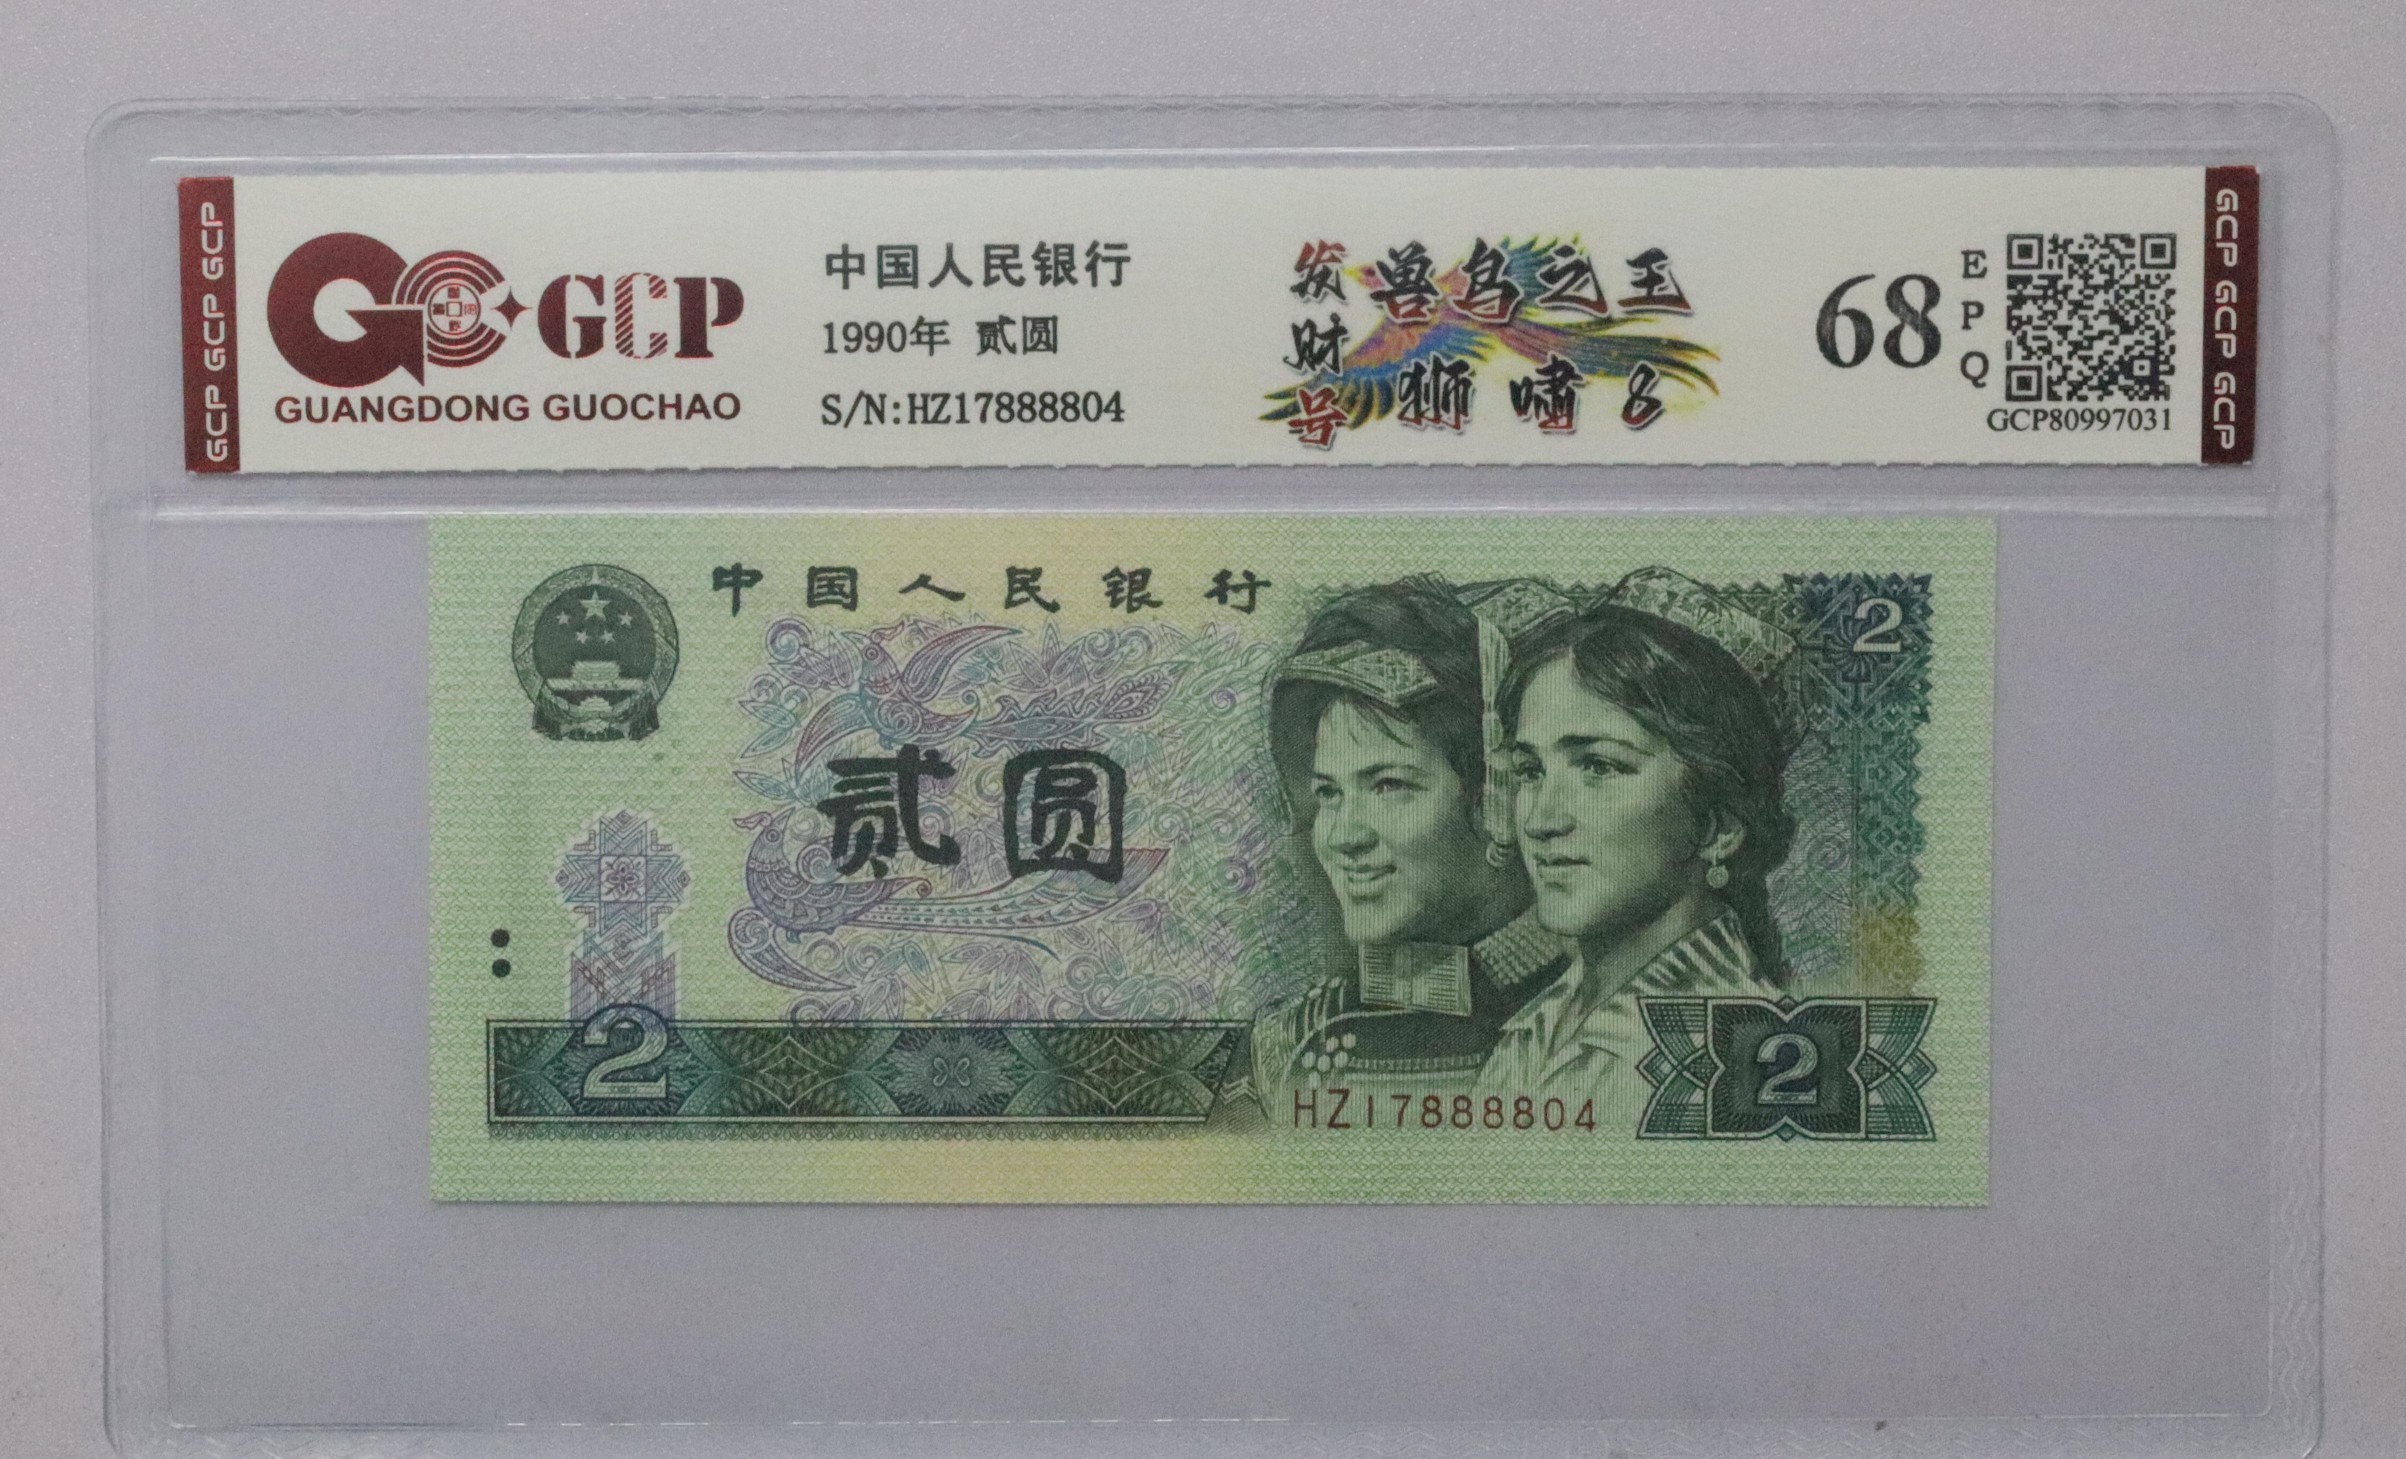 GCP GCP GCP
GCP
GUANGDONG GUOCHAO
中国人民银行
1990年 贰圆
S/N:HZ17888804
发财号
兽鸟之王
狮啸8
68
EPQ
GCP80997031
GCP GCP GCP
中国人民银行
2
贰圆
2
HZ17888804
2